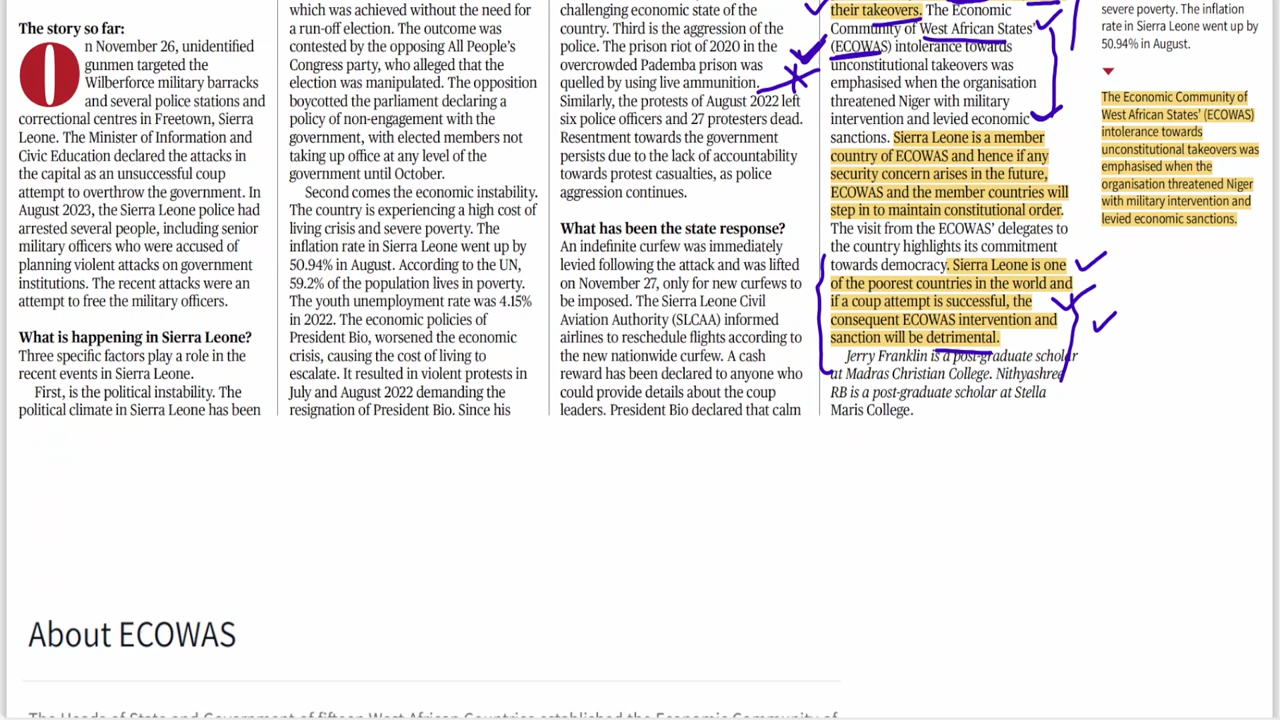 The story so far:
On November 26, unidentified
gunmen targeted the
Wilberforce military barracks
and several police stations and
correctional centres in Freetown, Sierra
Leone. The Minister of Information and
Civic Education declared the attacks in
the capital as an unsuccessful coup
attempt to overthrow the government. In
August 2023, the Sierra Leone police had
arrested several people, including senior
military officers who were accused of
planning violent attacks on government
institutions. The recent attacks were an
attempt to free the military officers.
What is happening in Sierra Leone?
Three specific factors play a role in the
recent events in Sierra Leone.
First, is the political instability. The
political climate in Sierra Leone has been
which was achieved without the need for
a run-off election. The outcome was
contested by the opposing All People's
Congress party, who alleged that the
election was manipulated. The opposition
boycotted the parliament declaring a
policy of non-engagement with the
government, with elected members not
taking up office at any level of the
government until October.
Second comes the economic instability.
The country is experiencing a high cost of
living crisis and severe poverty. The
inflation rate in Sierra Leone went up by
50.94% in August. According to the UN,
59.2% of the population lives in poverty.
The youth unemployment rate was 4.15%
in 2022. The economic policies of
President Bio, worsened the economic
crisis, causing the cost of living to
escalate. It resulted in violent protests in
July and August 2022 demanding the
resignation of President Bio. Since his
challenging economic state of the
country. Third is the aggression of the
police. The prison riot of 2020 in the
overcrowded Pademba prison was
quelled by using live ammunition.
Similarly, the protests of August 2022 left
six police officers and 27 protesters dead.
Resentment towards the government
persists due to the lack of accountability
towards protest casualties, as police
aggression continues.
What has been the state response?
An indefinite curfew was immediately
levied following the attack and was lifted
on November 27, only for new curfews to
be imposed. The Sierra Leone Civil
Aviation Authority (SLCAA) informed
airlines to reschedule flights according to
the new nationwide curfew. A cash
reward has been declared to anyone who
could provide details about the coup
leaders. President Bio declared that calm
their takeovers. The Economic
Community of West African States'
(ECOWAS) intolerance towards
unconstitutional takeovers was
emphasised when the organisation
threatened Niger with military
intervention and levied economic
sanctions. Sierra Leone is a member
country of ECOWAS and hence if any
security concern arises in the future,
ECOWAS and the member countries will
step in to maintain constitutional order.
The visit from the ECOWAS' delegates to
the country highlights its commitment
towards democracy. Sierra Leone is one
of the poorest countries in the world and
if a coup attempt is successful, the
consequent ECOWAS intervention and
sanction will be detrimental.
Jerry Franklin is a post-graduate scholar
at Madras Christian College. Nithyashree
RB is a post-graduate scholar at Stella
Maris College.
severe poverty. The inflation
rate in Sierra Leone went up by
50.94% in August.
The Economic Community of
West African States' (ECOWAS)
intolerance towards
unconstitutional takeovers was
emphasised when the
organisation threatened Niger
with military intervention and
levied economic sanctions.
About ECOWAS
The Heads of State and Government of fifteen West African Countries established the Economic Community of